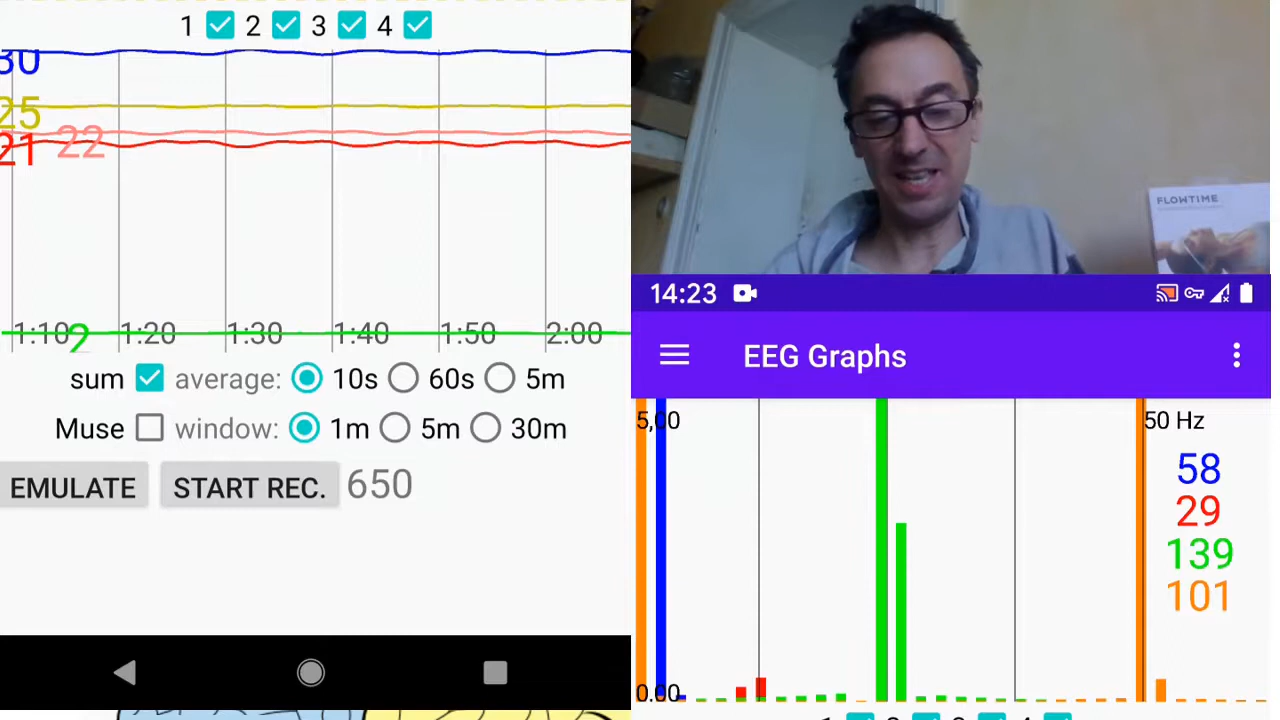 1 2 3 4
30
25
22
21
1:10 2 1:20 1:30 1:40 1:50 2:00
sum average: 10s 60s 5m
Muse window: 1m 5m 30m
EMULATE START REC. 650
FLOWTIME
14:23
EEG Graphs
5,00 50 Hz
58
29
139
101
0.00